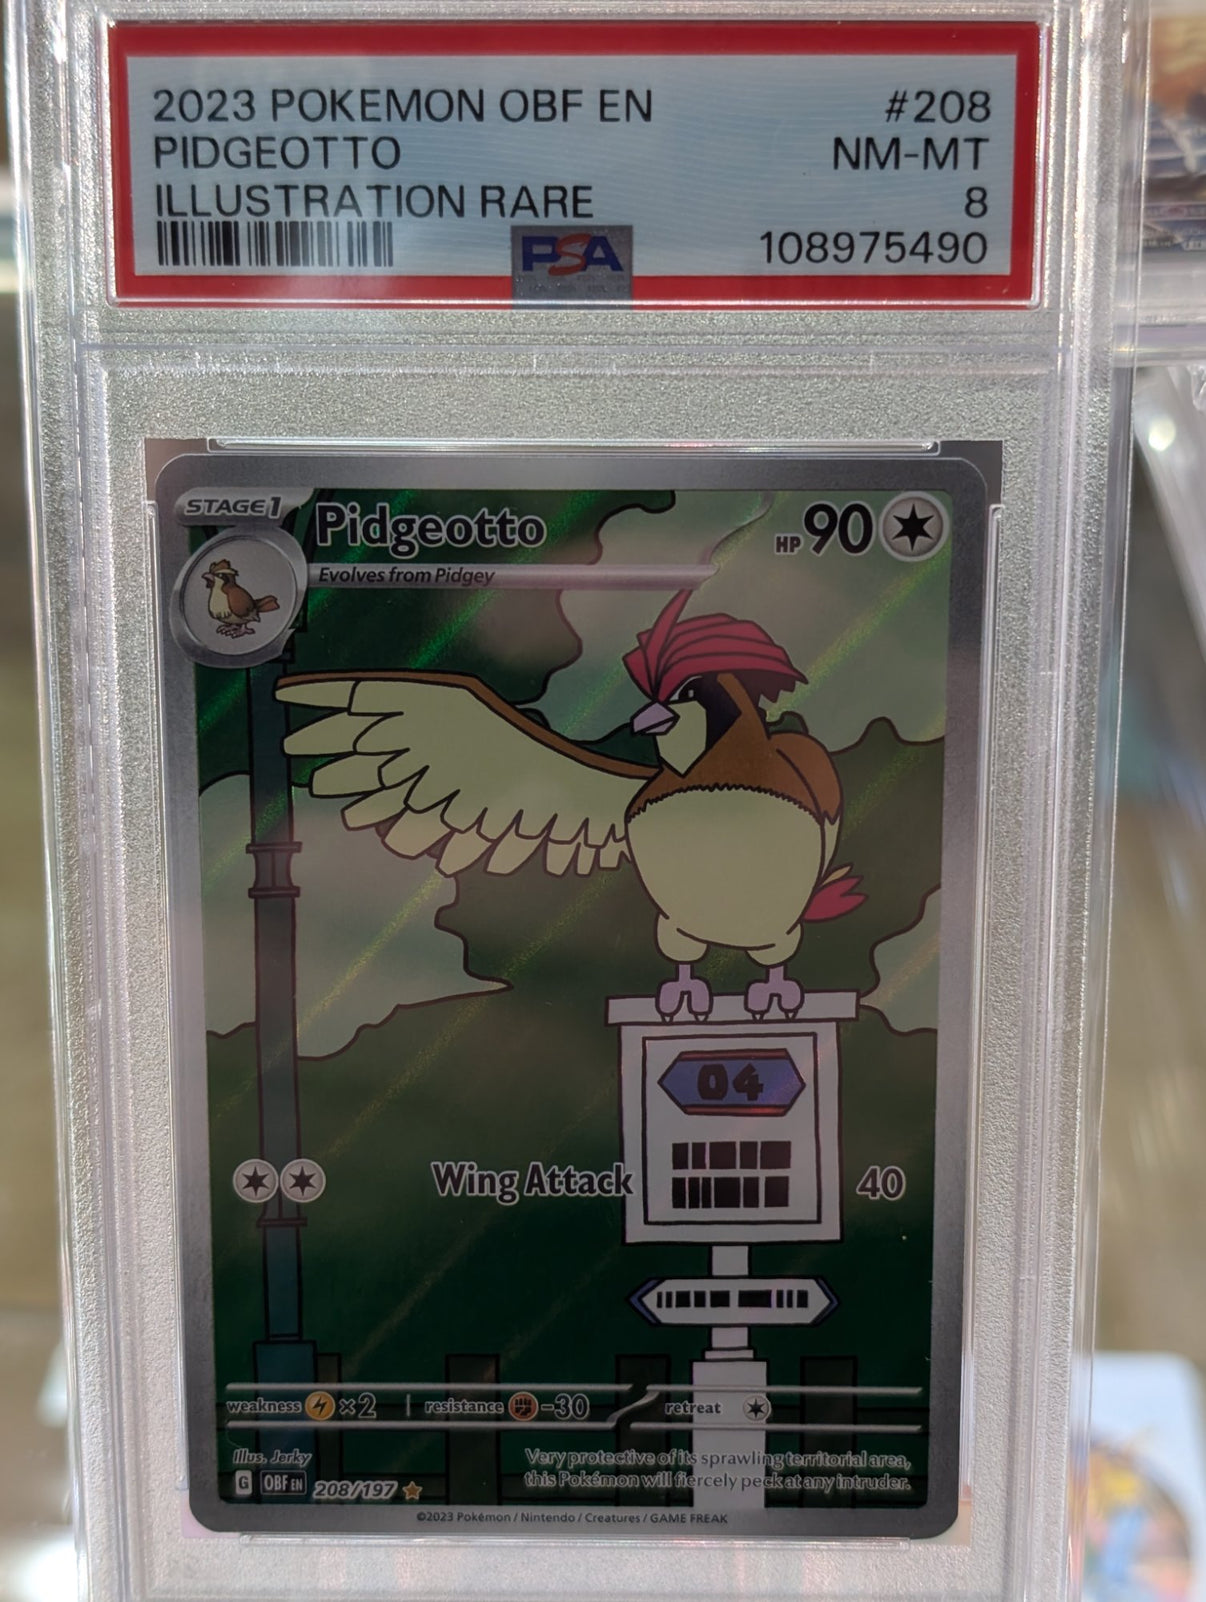 2023 POKEMON OBF EN #208
PIDGEOTTO NM-MT
ILLUSTRATION RARE 8
PSA 108975490
STAGE1
Pidgeotto HP 90
Evolves from Pidgey
04
Wing Attack 40
weakness ×2 resistance -30 retreat
Illus. Jerky
Very protective of its sprawling territorial area,
this Pokémon will fiercely peck at any intruder.
G OBF EN 208/197
©2023 Pokémon / Nintendo / Creatures / GAME FREAK